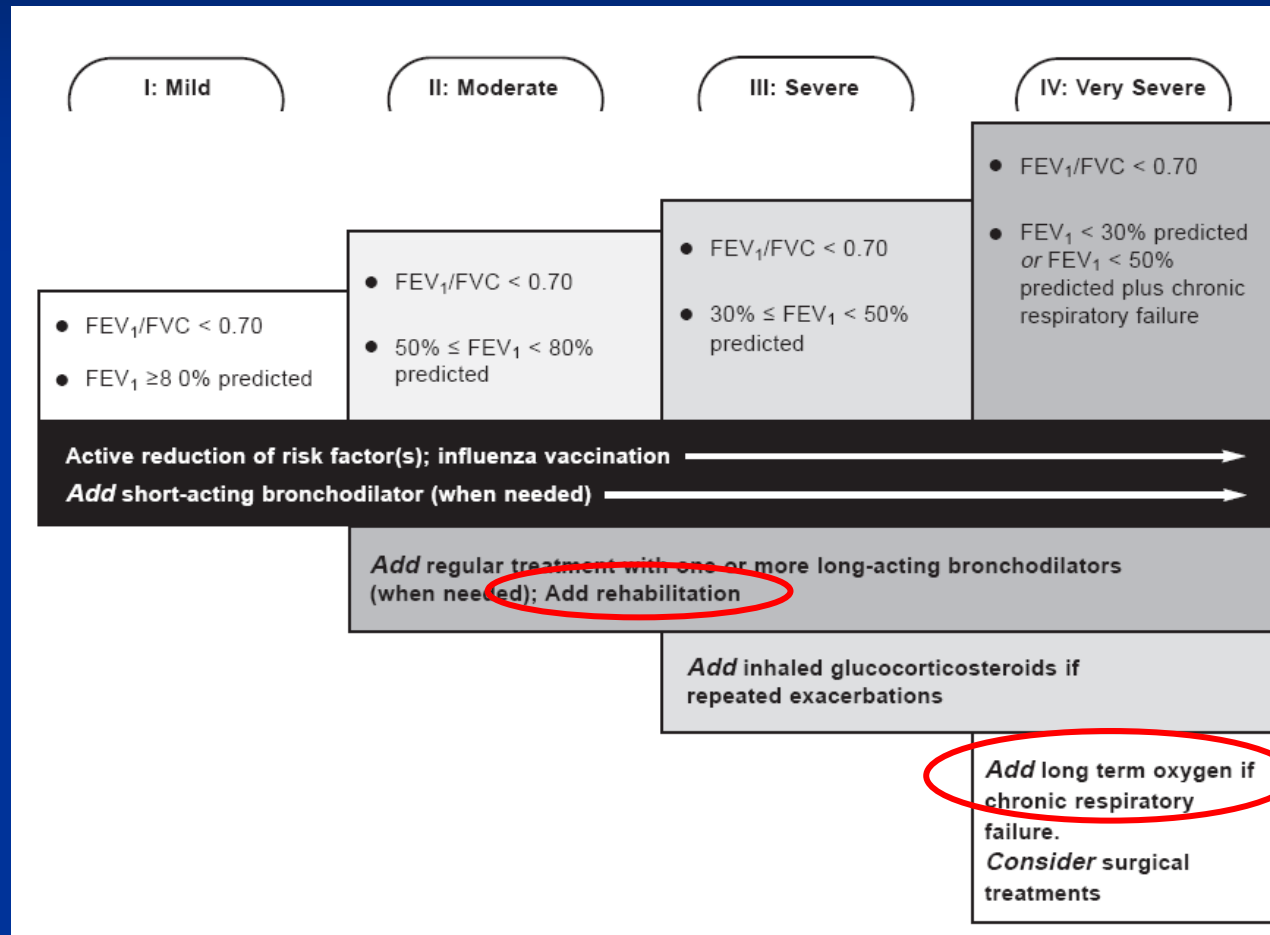 I: Mild
II: Moderate
III: Severe
IV: Very Severe
● FEV₁/FVC < 0.70
● FEV₁ ≥8 0% predicted
● FEV₁/FVC < 0.70
● 50% ≤ FEV₁ < 80%
predicted
● FEV₁/FVC < 0.70
● 30% ≤ FEV₁ < 50%
predicted
● FEV₁/FVC < 0.70
● FEV₁ < 30% predicted
or FEV₁ < 50%
predicted plus chronic
respiratory failure
Active reduction of risk factor(s); influenza vaccination
Add short-acting bronchodilator (when needed)
Add regular treatment with one or more long-acting bronchodilators
(when needed); Add rehabilitation
Add inhaled glucocorticosteroids if
repeated exacerbations
Add long term oxygen if
chronic respiratory
failure.
Consider surgical
treatments